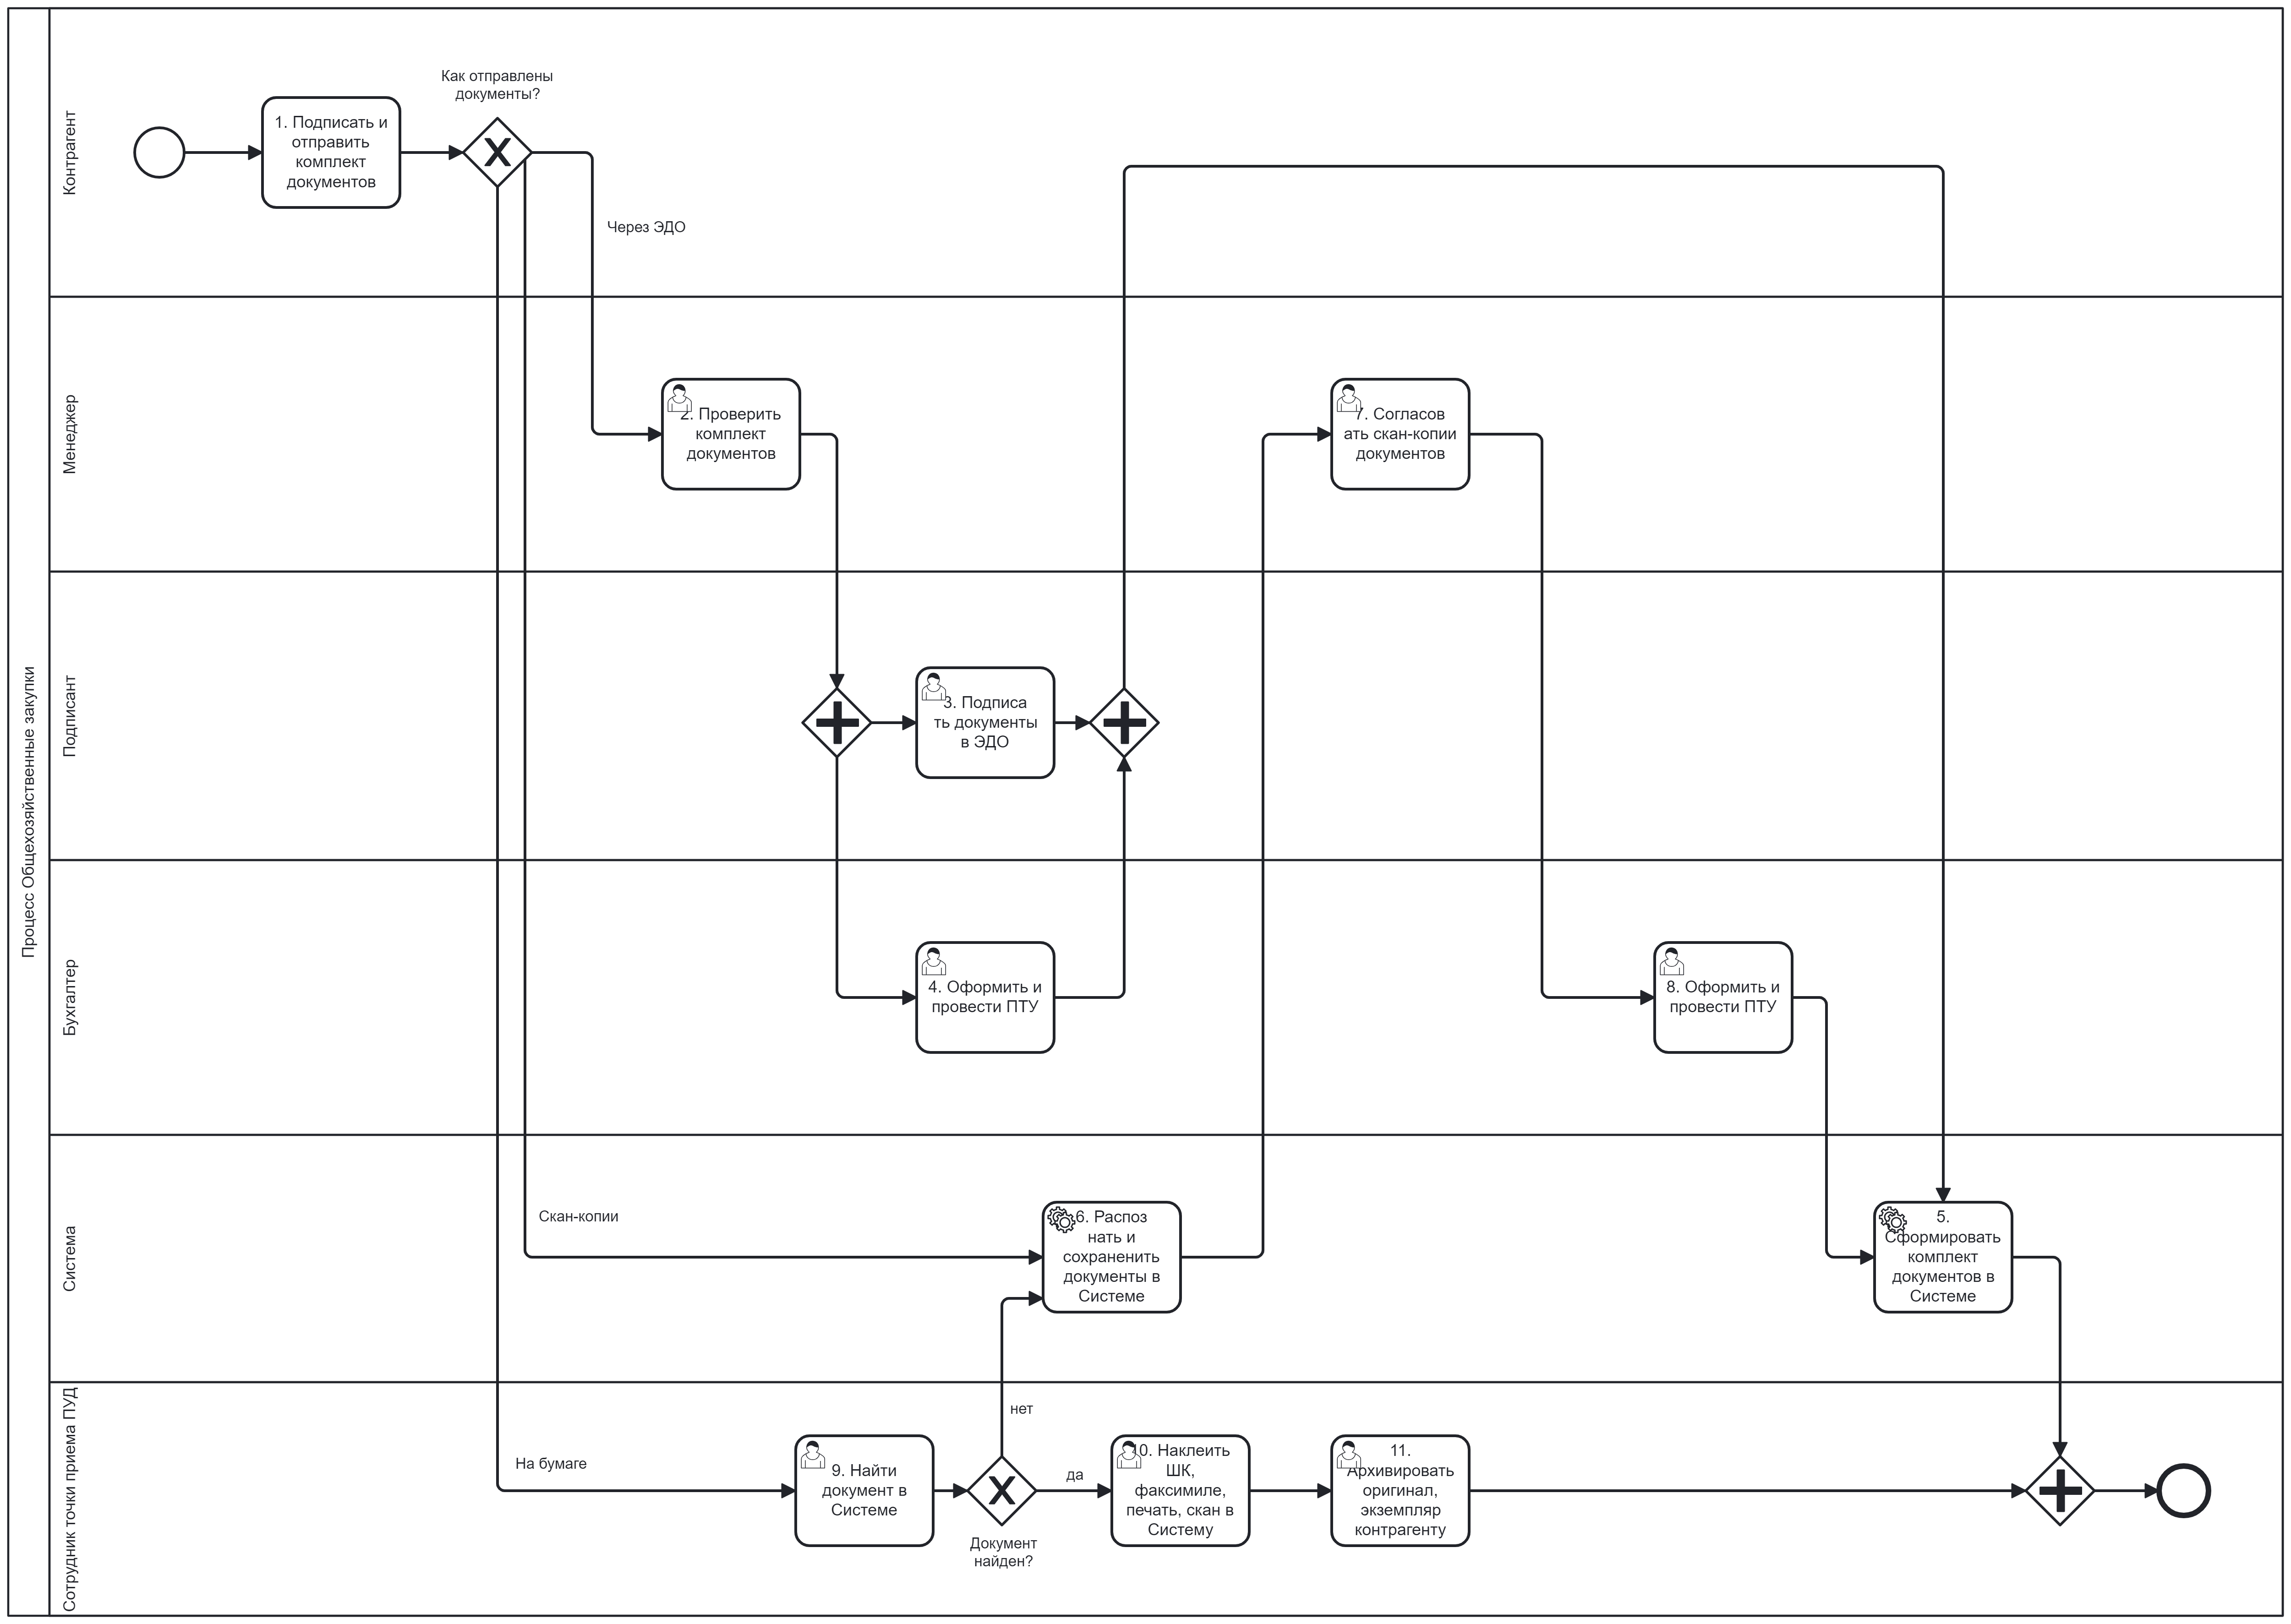 Процесс Общехозяйственные закупки
Контрагент
Как отправлены
документы?
1. Подписать и
отправить
комплект
документов
Через ЭДО
Менеджер
2. Проверить
комплект
документов
7. Согласов
ать скан-копии
документов
Подписант
3. Подписа
ть документы
в ЭДО
Бухгалтер
4. Оформить и
провести ПТУ
8. Оформить и
провести ПТУ
Система
Скан-копии
6. Распоз
нать и
сохраненить
документы в
Системе
5.
Сформировать
комплект
документов в
Системе
Сотрудник точки приема ПУД
На бумаге
9. Найти
документ в
Системе
нет
да
Документ
найден?
10. Наклеить
ШК,
факсимиле,
печать, скан в
Систему
11.
Архивировать
оригинал,
экземпляр
контрагенту